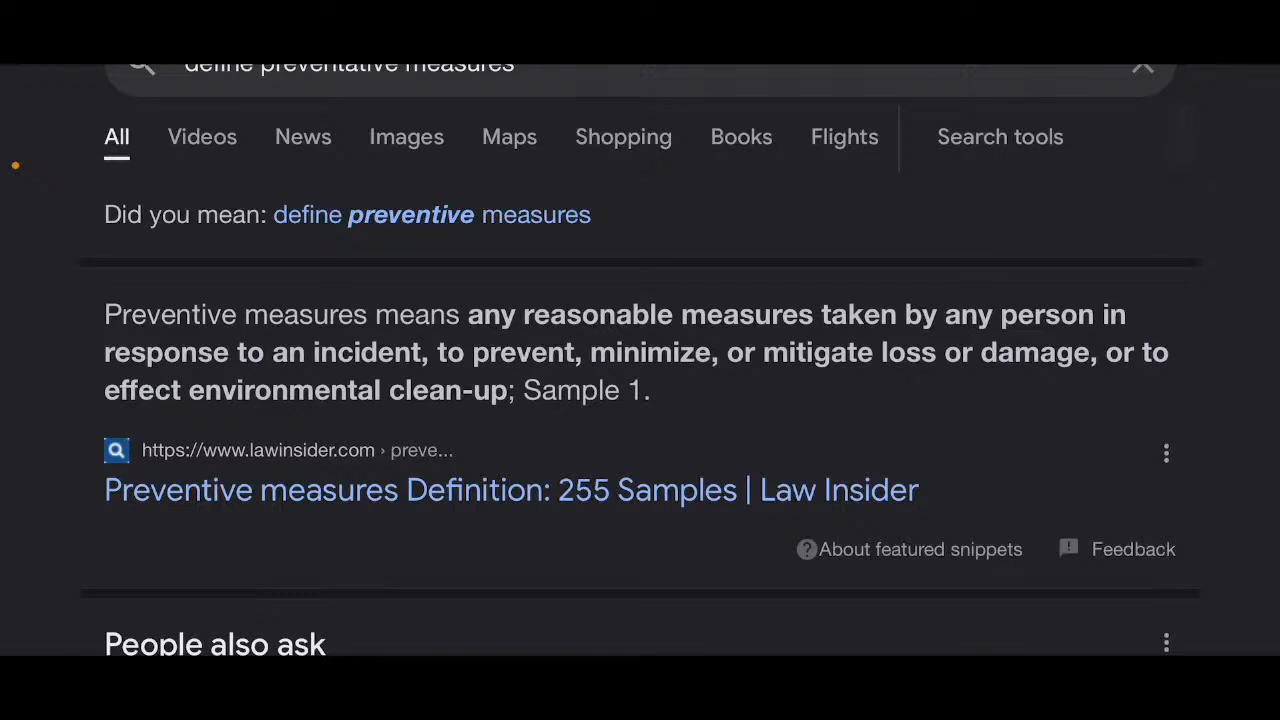 define preventative measures
All Videos News Images Maps Shopping Books Flights Search tools
Did you mean: define preventive measures
Preventive measures means any reasonable measures taken by any person in
response to an incident, to prevent, minimize, or mitigate loss or damage, or to
effect environmental clean-up; Sample 1.
https://www.lawinsider.com › preve...
Preventive measures Definition: 255 Samples | Law Insider
About featured snippets Feedback
People also ask